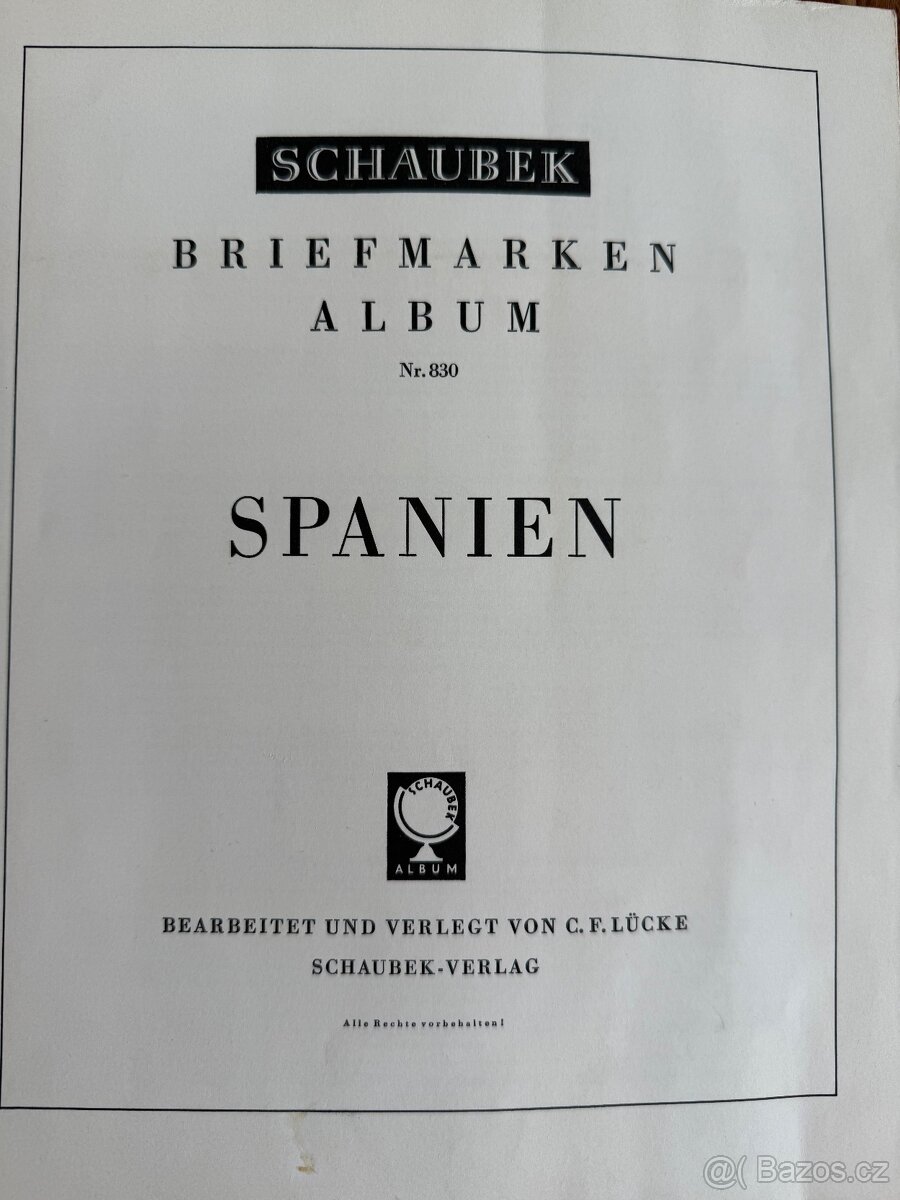 SCHAUBEK
BRIEFMARKEN
ALBUM
Nr. 830
SPANIEN
SCHAUBEK
ALBUM
BEARBEITET UND VERLEGT VON C. F. LÜCKE
SCHAUBEK-VERLAG
Alle Rechte vorbehalten!
@( Bazos.cz